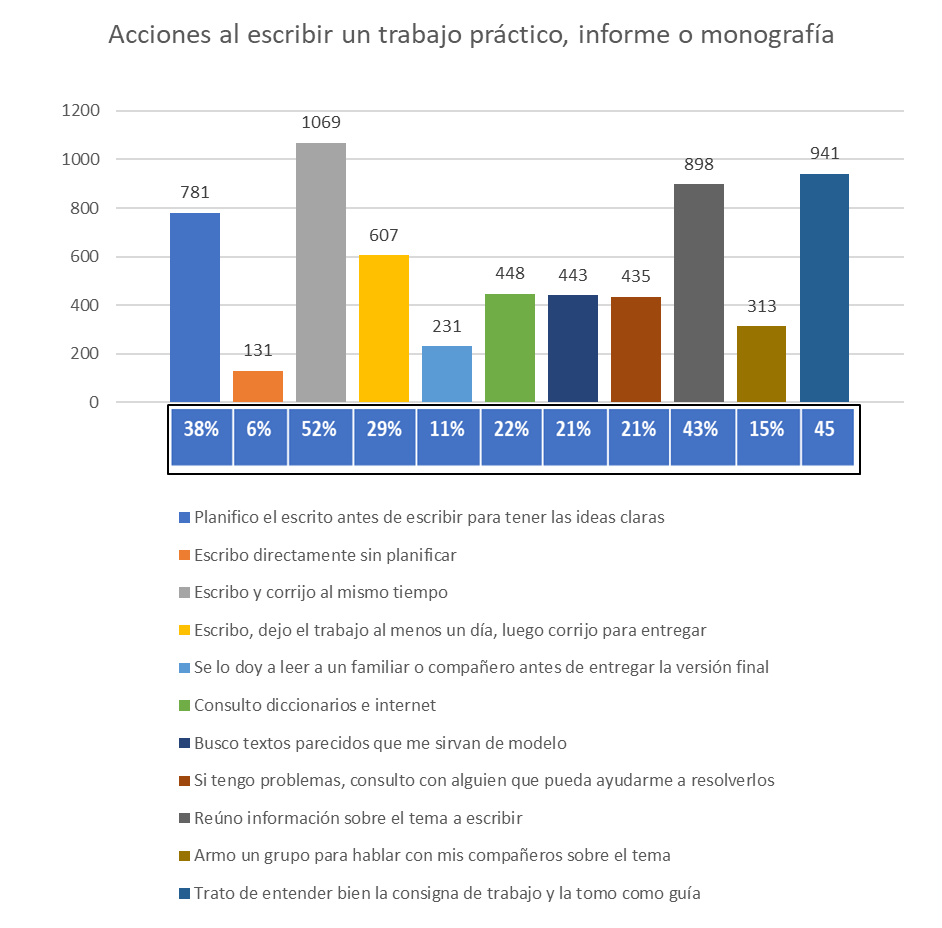 Acciones al escribir un trabajo práctico, informe o monografía
1200
1000
800
600
400
200
0
781
131
1069
607
231
448
443
435
898
313
941
38% 6% 52% 29% 11% 22% 21% 21% 43% 15% 45
Planifico el escrito antes de escribir para tener las ideas claras
Escribo directamente sin planificar
Escribo y corrijo al mismo tiempo
Escribo, dejo el trabajo al menos un día, luego corrijo para entregar
Se lo doy a leer a un familiar o compañero antes de entregar la versión final
Consulto diccionarios e internet
Busco textos parecidos que me sirvan de modelo
Si tengo problemas, consulto con alguien que pueda ayudarme a resolverlos
Reúno información sobre el tema a escribir
Armo un grupo para hablar con mis compañeros sobre el tema
Trato de entender bien la consigna de trabajo y la tomo como guía